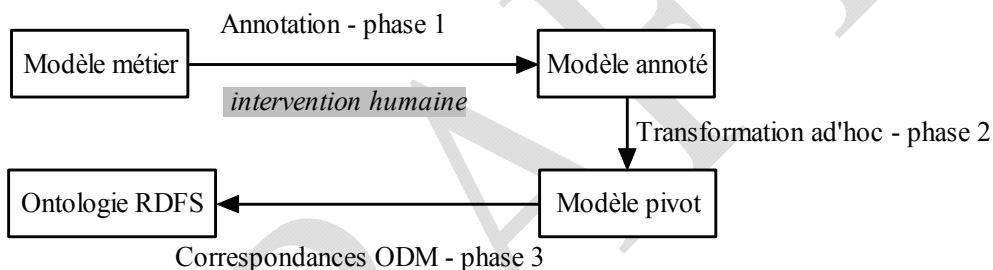 Annotation - phase 1
Modèle métier
Modèle annoté
intervention humaine
Transformation ad'hoc - phase 2
Ontologie RDFS
Modèle pivot
Correspondances ODM - phase 3